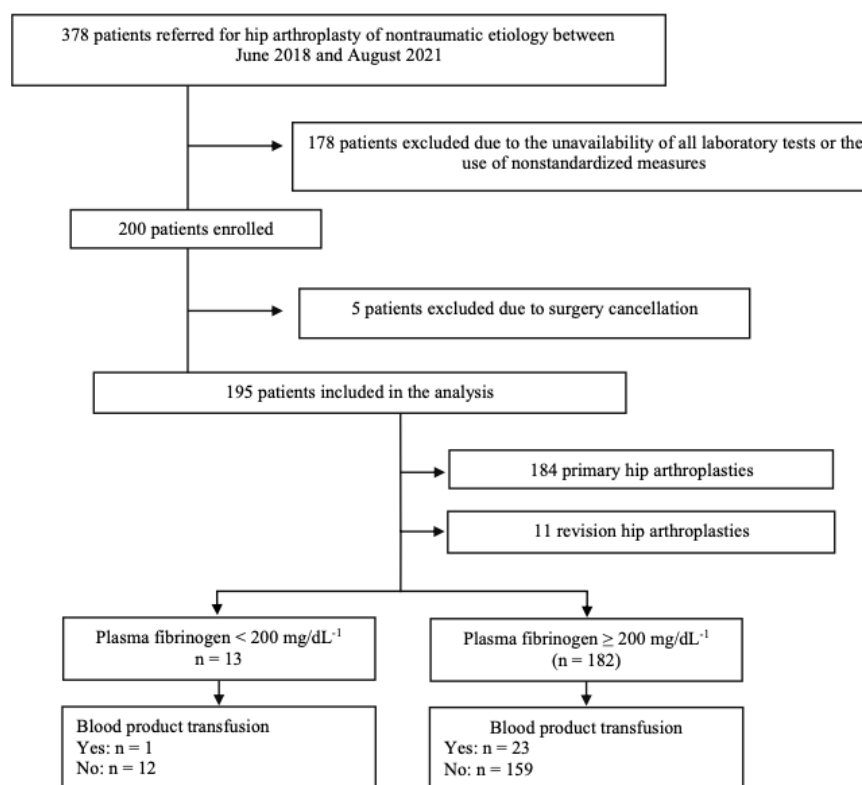 378 patients referred for hip arthroplasty of nontraumatic etiology between
June 2018 and August 2021
178 patients excluded due to the unavailability of all laboratory tests or the
use of nonstandardized measures
200 patients enrolled
5 patients excluded due to surgery cancellation
195 patients included in the analysis
184 primary hip arthroplasties
11 revision hip arthroplasties
Plasma fibrinogen < 200 mg/dL⁻¹
n = 13
Plasma fibrinogen ≥ 200 mg/dL⁻¹
(n = 182)
Blood product transfusion
Yes: n = 1
No: n = 12
Blood product transfusion
Yes: n = 23
No: n = 159